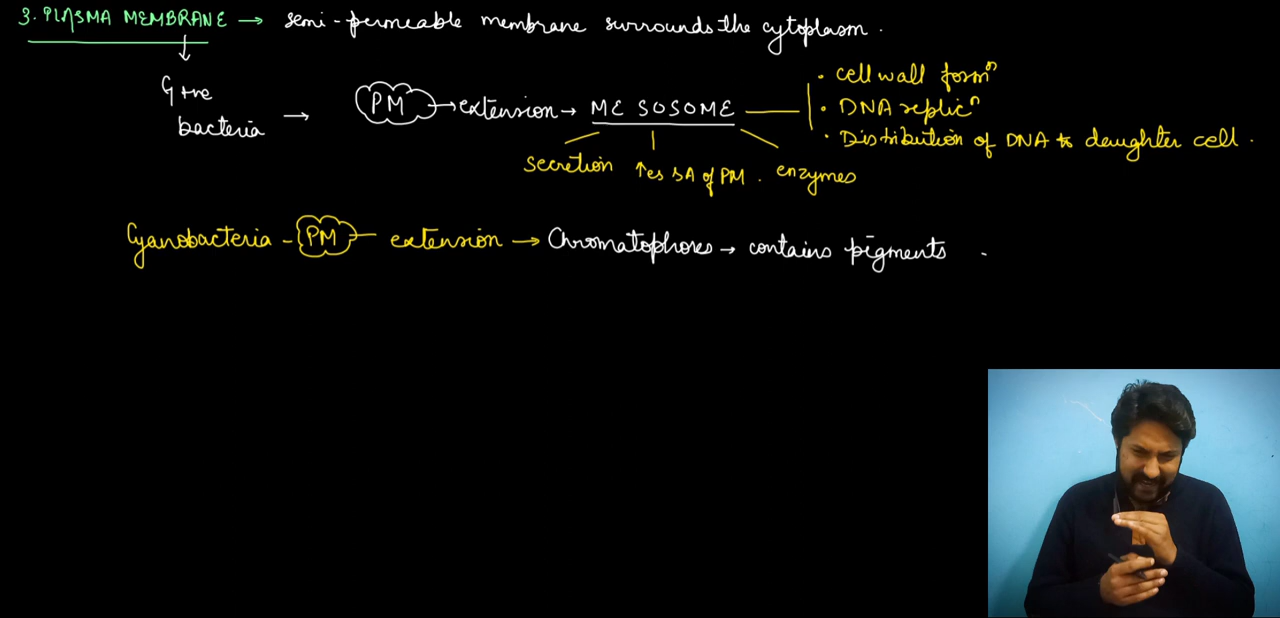 3. PLASMA MEMBRANE → semi-permeable membrane surrounds the cytoplasm.
G +ve bacteria → PM → extension → MESOSOME
• cell wall formⁿ
• DNA replicⁿ
• Distribution of DNA to daughter cell.
secretion ↑es SA of PM. enzymes
Cyanobacteria - PM - extension → Chromatophores → contains pigments.